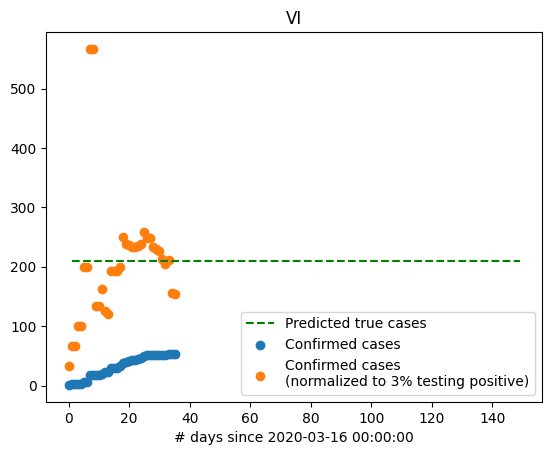 VI
500
400
300
200
100
0
0 20 40 60 80 100 120 140
# days since 2020-03-16 00:00:00
Predicted true cases
Confirmed cases
Confirmed cases
(normalized to 3% testing positive)